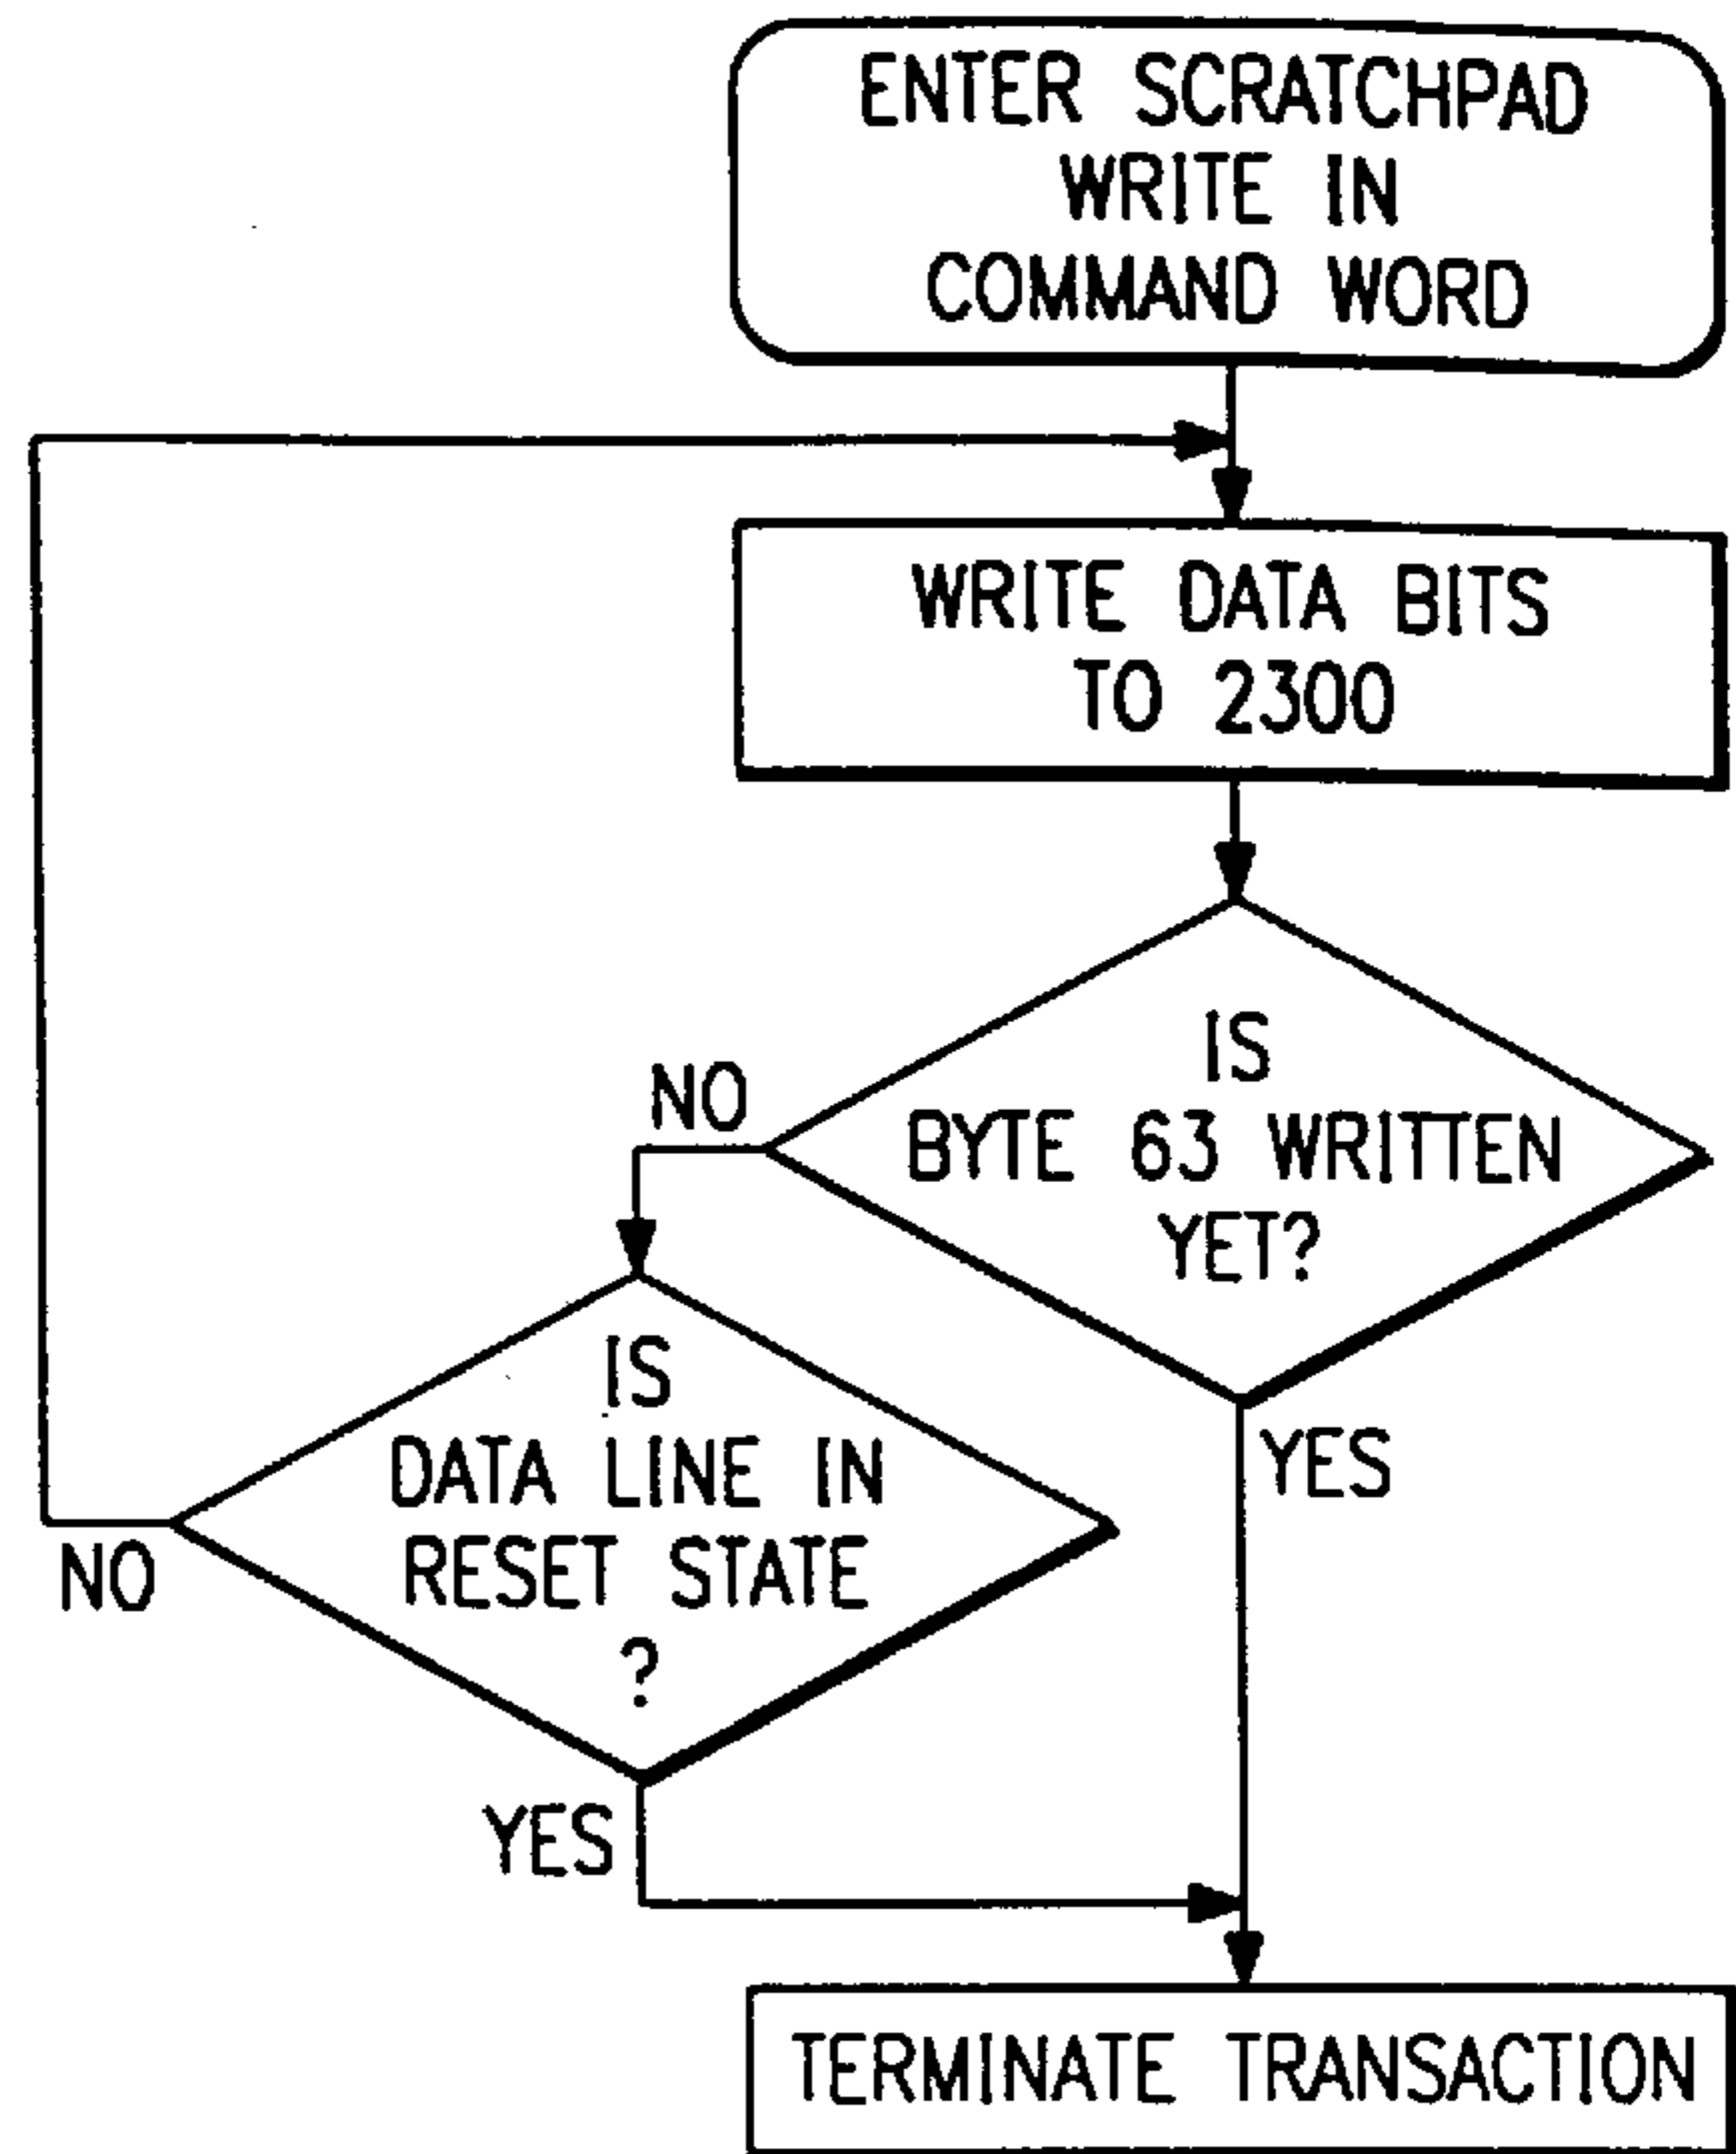 ENTER SCRATCHPAD
WRITE IN
COMMAND WORD
WRITE DATA BITS
TO 2300
IS
BYTE 63 WRITTEN
YET?
NO
YES
IS
DATA LINE IN
RESET STATE
?
NO
YES
TERMINATE TRANSACTION